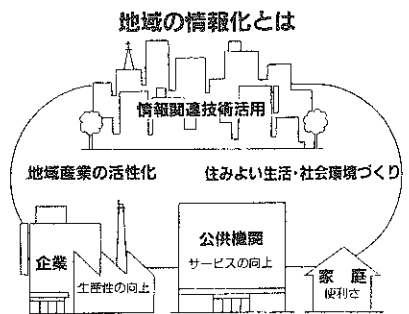 地域の情報化とは
情報関連技術活用
地域産業の活性化
住みよい生活・社会環境づくり
企業
生産性の向上
公供機関
サービスの向上
家庭
便利さ